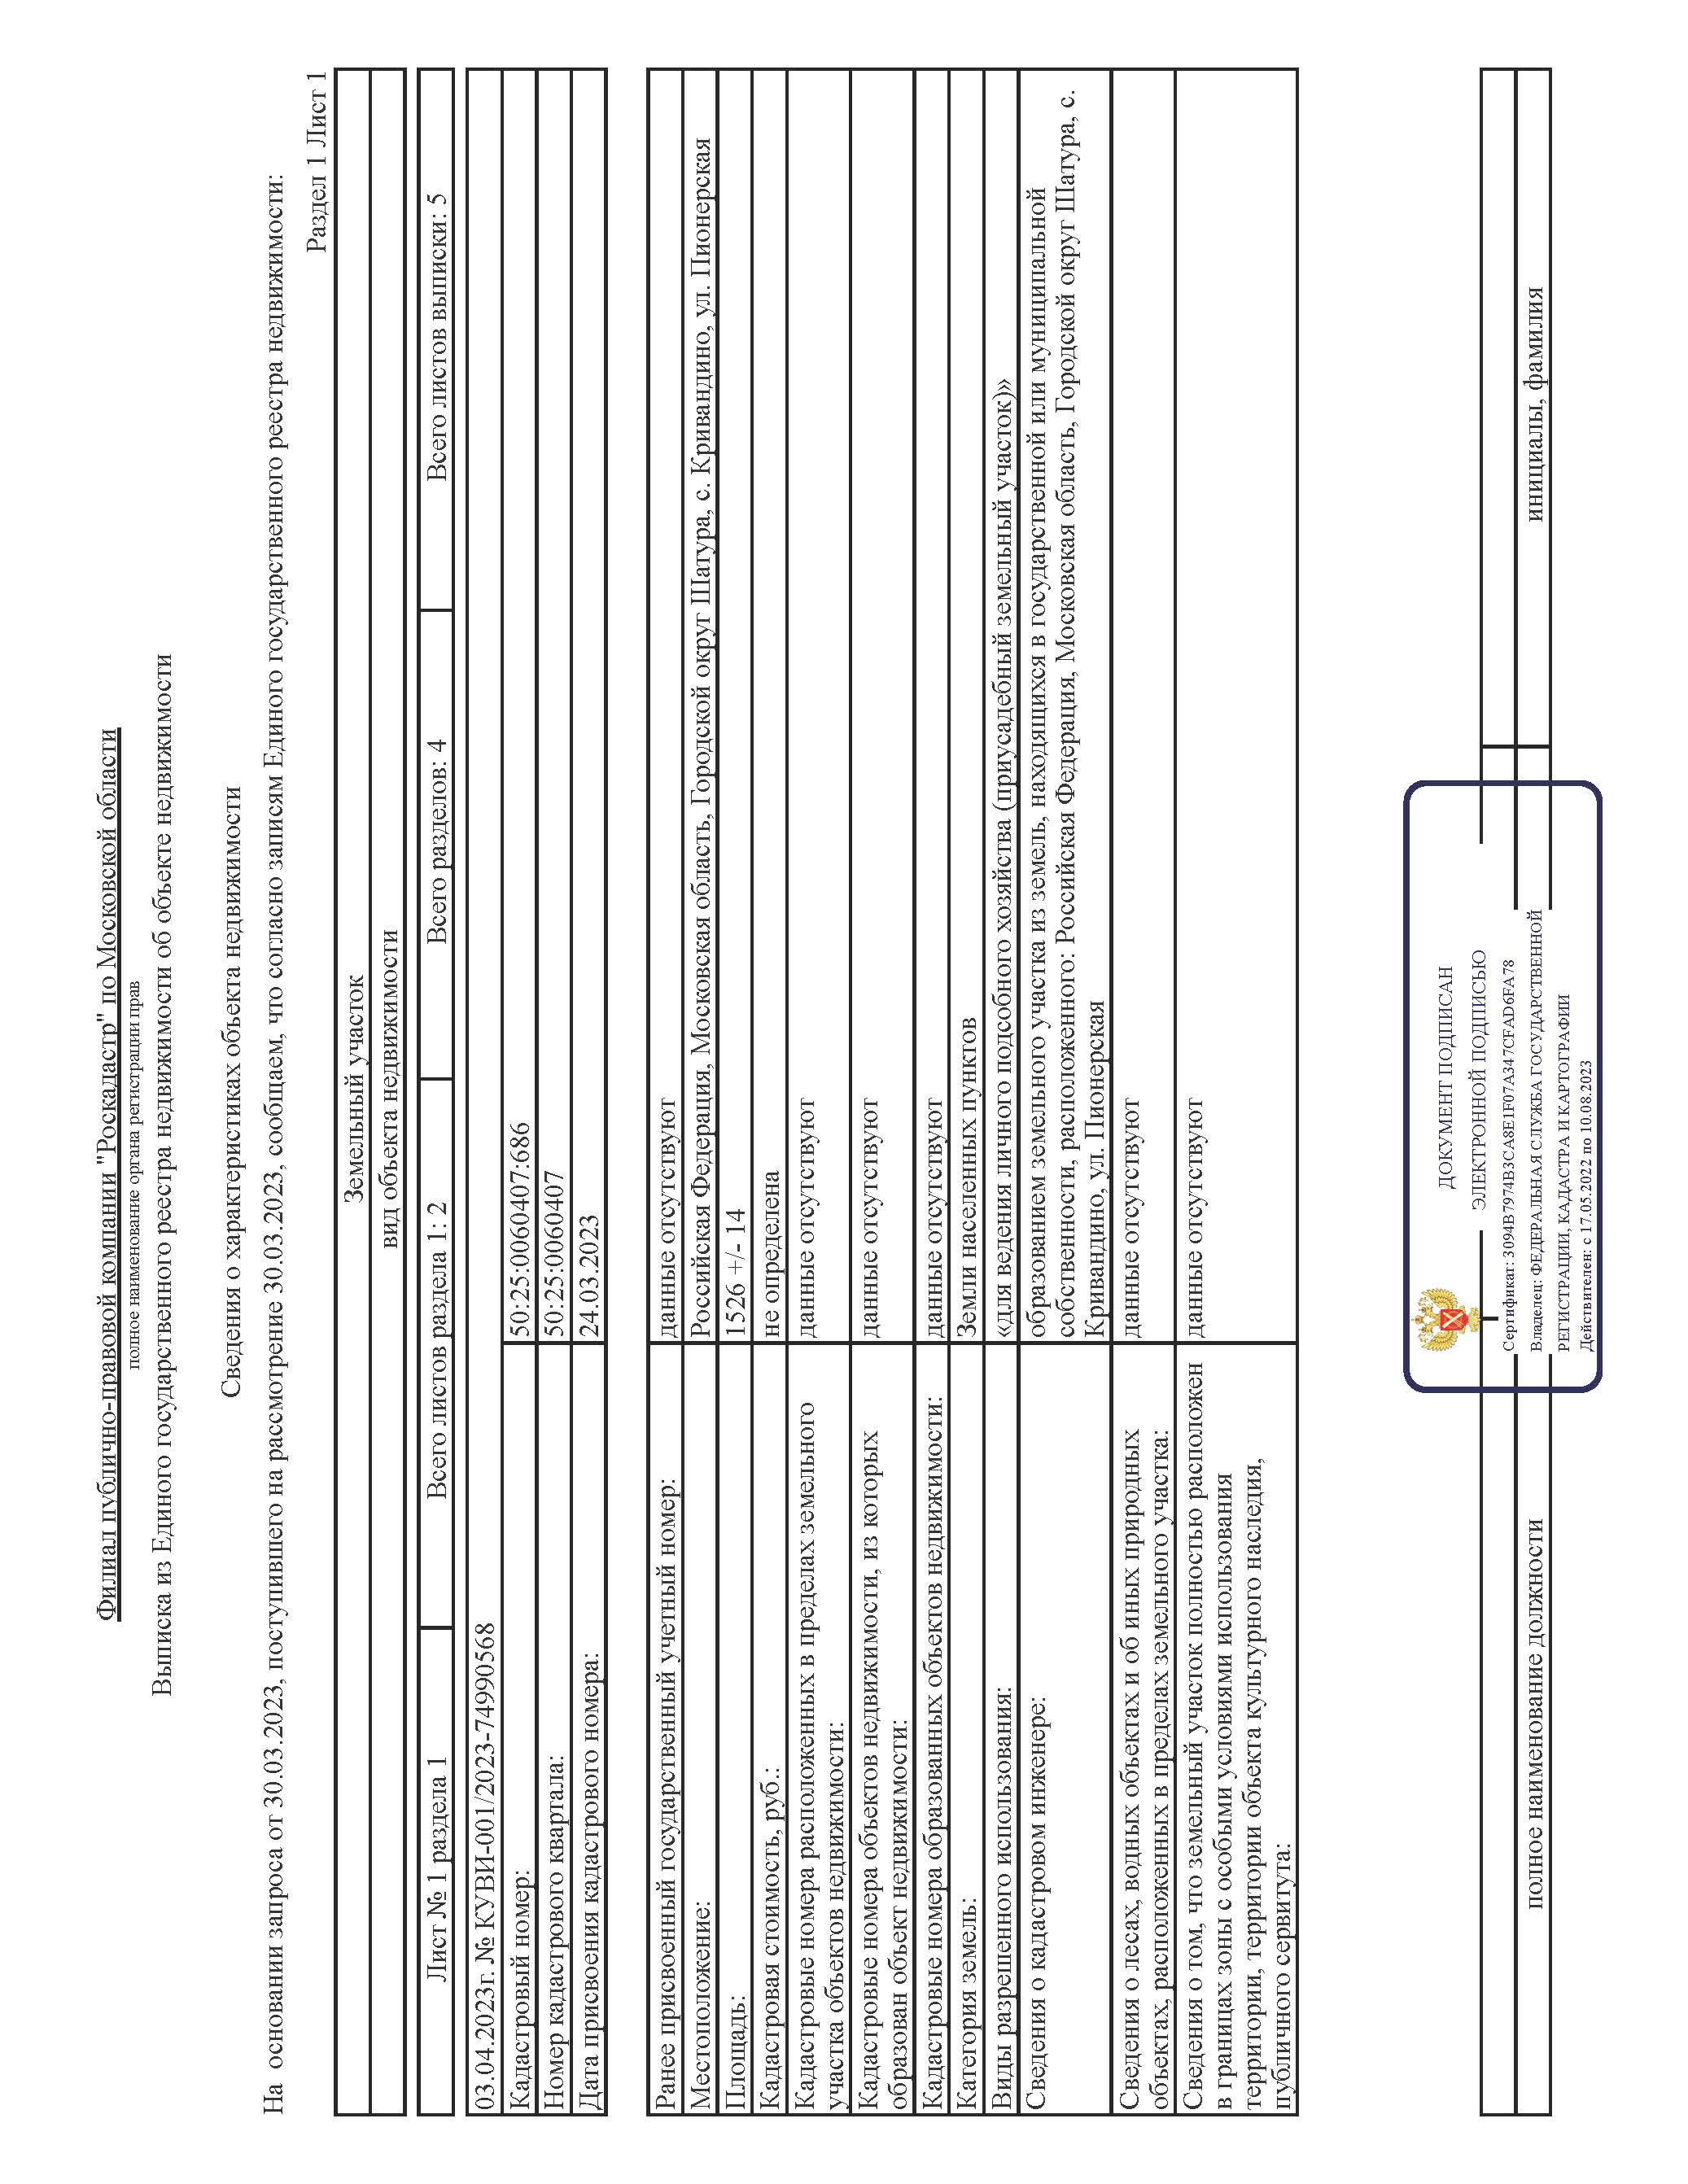 Филиал публично-правовой компании "Роскадастр" по Московской области
полное наименование органа регистрации прав
Выписка из Единого государственного реестра недвижимости об объекте недвижимости
Сведения о характеристиках объекта недвижимости
На основании запроса от 30.03.2023, поступившего на рассмотрение 30.03.2023, сообщаем, что согласно записям Единого государственного реестра недвижимости:
Раздел 1 Лист 1
Земельный участок
вид объекта недвижимости
Лист № 1 раздела 1 Всего листов раздела 1: 2 Всего разделов: 4 Всего листов выписки: 5
03.04.2023г. № КУВИ-001/2023-74990568
Кадастровый номер: 50:25:0060407:686
Номер кадастрового квартала: 50:25:0060407
Дата присвоения кадастрового номера: 24.03.2023
Ранее присвоенный государственный учетный номер: данные отсутствуют
Местоположение: Российская Федерация, Московская область, Городской округ Шатура, с. Кривандино, ул. Пионерская
Площадь: 1526 +/- 14
Кадастровая стоимость, руб.: не определена
Кадастровые номера расположенных в пределах земельного
участка объектов недвижимости:
данные отсутствуют
Кадастровые номера объектов недвижимости, из которых
образован объект недвижимости:
данные отсутствуют
Кадастровые номера образованных объектов недвижимости: данные отсутствуют
Категория земель: Земли населенных пунктов
Виды разрешенного использования: «для ведения личного подсобного хозяйства (приусадебный земельный участок)»
Сведения о кадастровом инженере: образованием земельного участка из земель, находящихся в государственной или муниципальной
собственности, расположенного: Российская Федерация, Московская область, Городской округ Шатура, с.
Кривандино, ул. Пионерская
Сведения о лесах, водных объектах и об иных природных
объектах, расположенных в пределах земельного участка:
данные отсутствуют
Сведения о том, что земельный участок полностью расположен
в границах зоны с особыми условиями использования
территории, территории объекта культурного наследия,
публичного сервитута:
данные отсутствуют
ДОКУМЕНТ ПОДПИСАН
ЭЛЕКТРОННОЙ ПОДПИСЬЮ
Сертификат: 3094B7974B3CA8E1F07A347CFAD6FA78
Владелец: ФЕДЕРАЛЬНАЯ СЛУЖБА ГОСУДАРСТВЕННОЙ
РЕГИСТРАЦИИ, КАДАСТРА И КАРТОГРАФИИ
Действителен: с 17.05.2022 по 10.08.2023
полное наименование должности
инициалы, фамилия